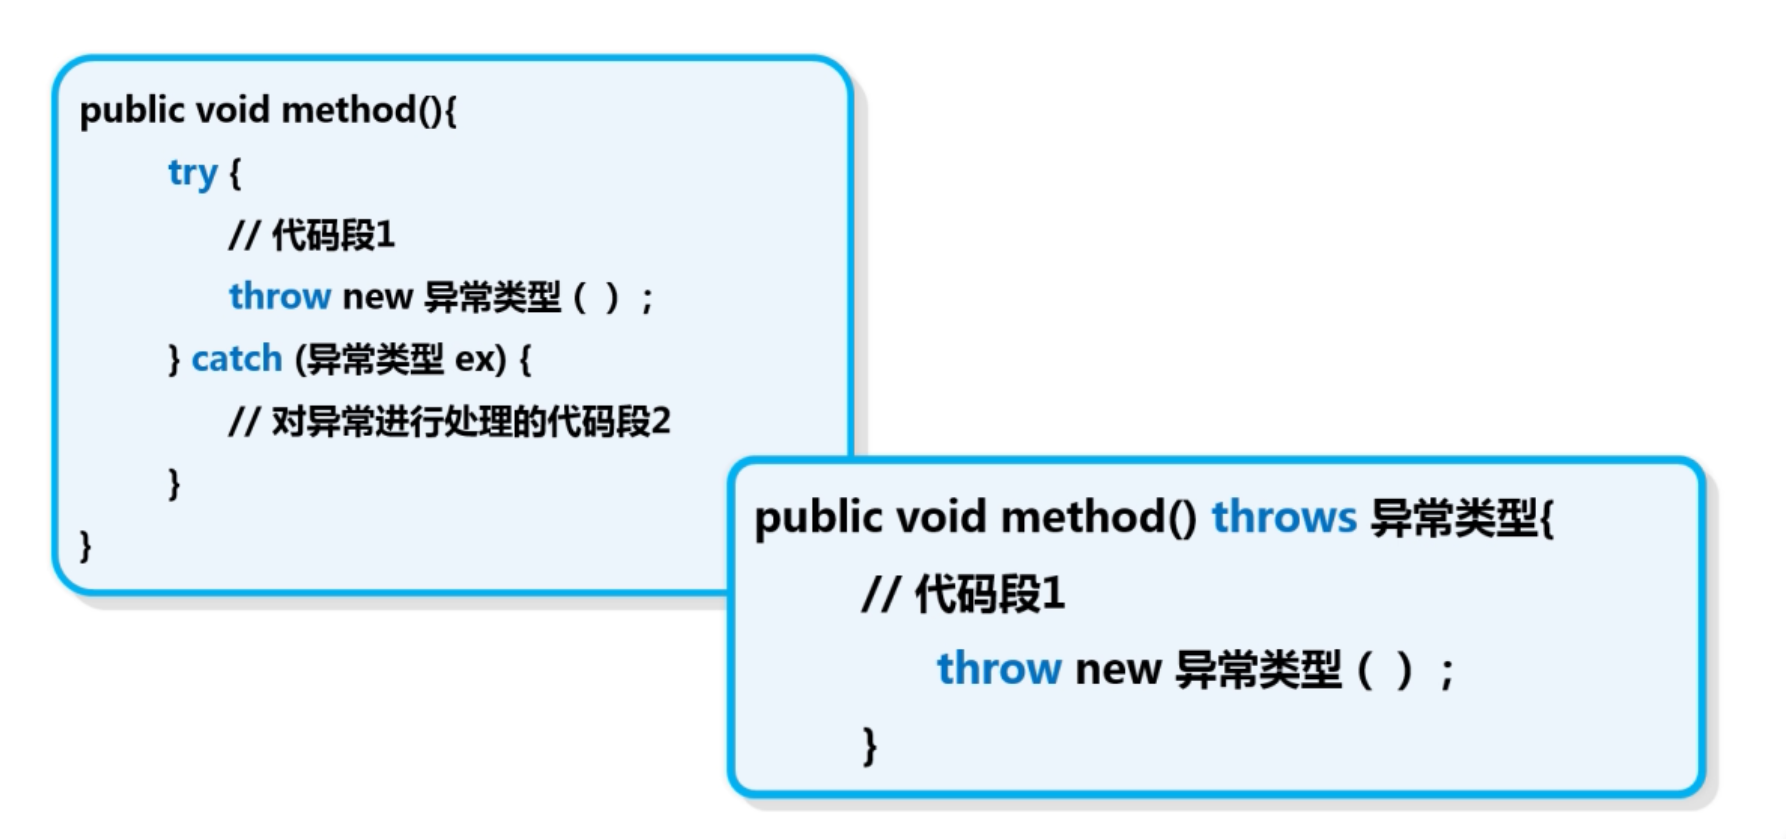 public void method(){
try {
// 代码段1
throw new 异常类型（ ）;
} catch (异常类型 ex) {
// 对异常进行处理的代码段2
}
}
public void method() throws 异常类型{
// 代码段1
throw new 异常类型（ ）;
}